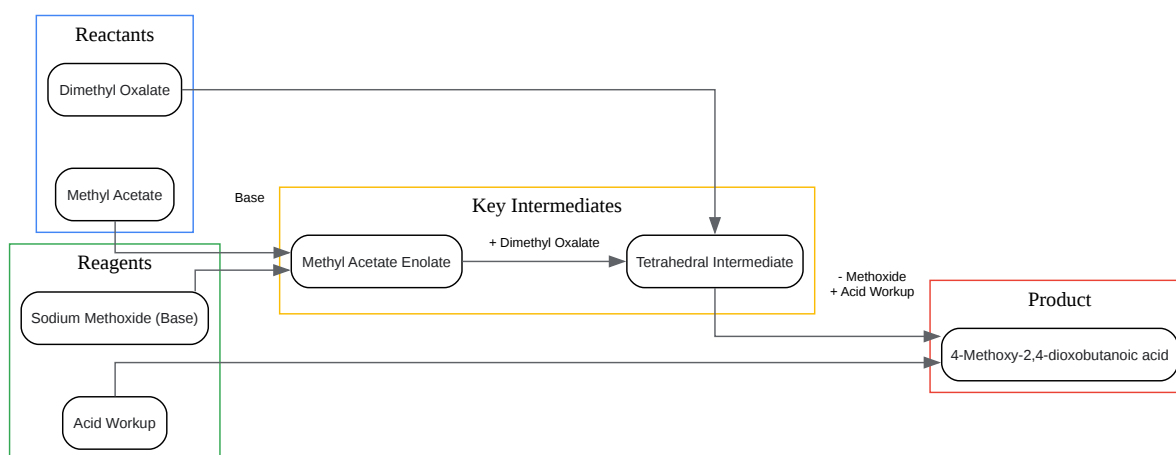 Reactants
Dimethyl Oxalate
Methyl Acetate
Base
Key Intermediates
+ Dimethyl Oxalate
Methyl Acetate Enolate
Tetrahedral Intermediate
Reagents
Sodium Methoxide (Base)
Acid Workup
- Methoxide
+ Acid Workup
Product
4-Methoxy-2,4-dioxobutanoic acid